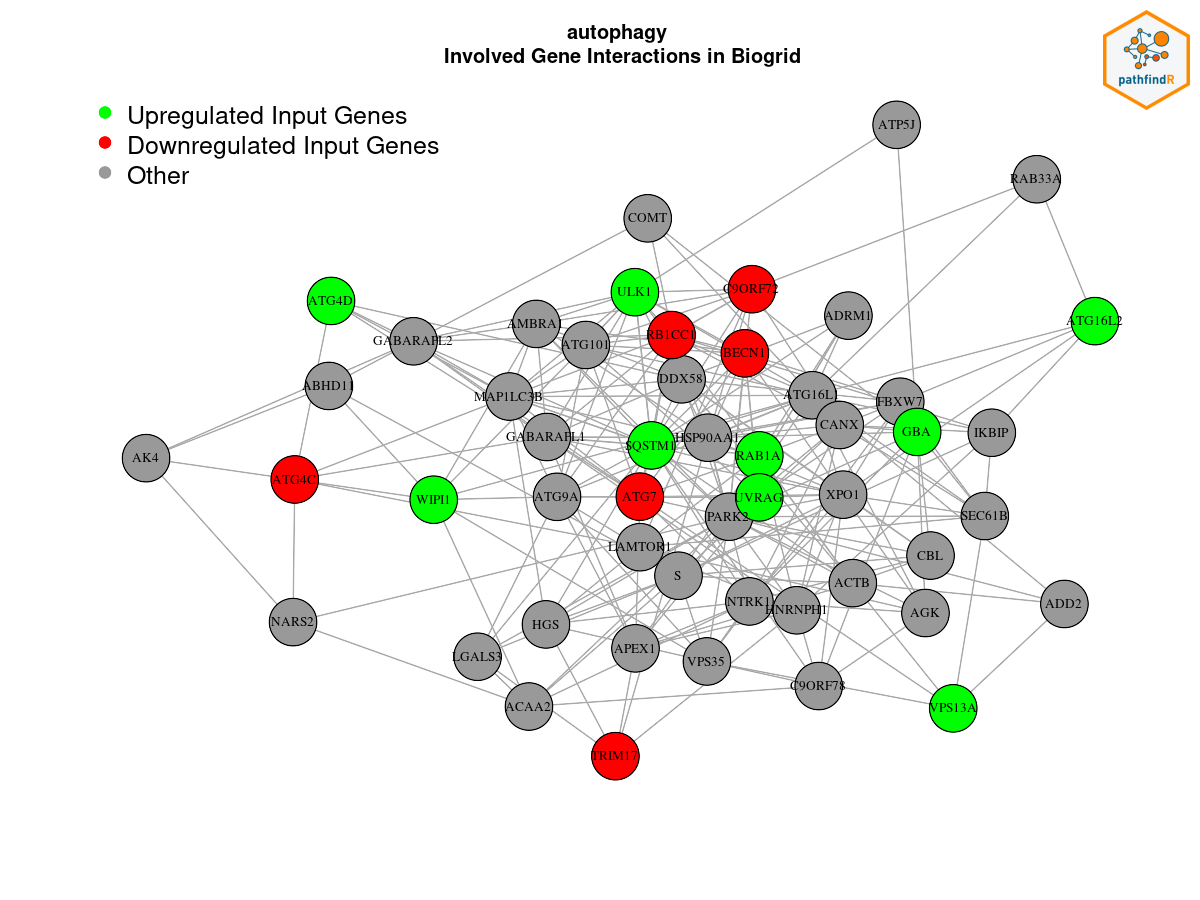 autophagy
Involved Gene Interactions in Biogrid
pathfindR
Upregulated Input Genes
Downregulated Input Genes
Other
ATP5J
RAB33A
COMT
ULK1
C9ORF72
ATG4D
ATG16L2
AMBRA1
ADRM1
GABARAPL2
ATG101
RB1CC1
BECN1
DDX58
ABHD11
MAP1LC3B
ATG16L1
FBXW7
CANX
GBA
IKBIP
GABARAPL1
SQSTM1
HSP90AA1
RAB1A
AK4
ATG4C
WIPI1
ATG9A
ATG7
UVRAG
XPO1
PARK2
SEC61B
LAMTOR1
CBL
S
ACTB
NTRK1
HNRNPH1
AGK
ADD2
NARS2
HGS
LGALS3
APEX1
VPS35
C9ORF78
ACAA2
VPS13A
TRIM17